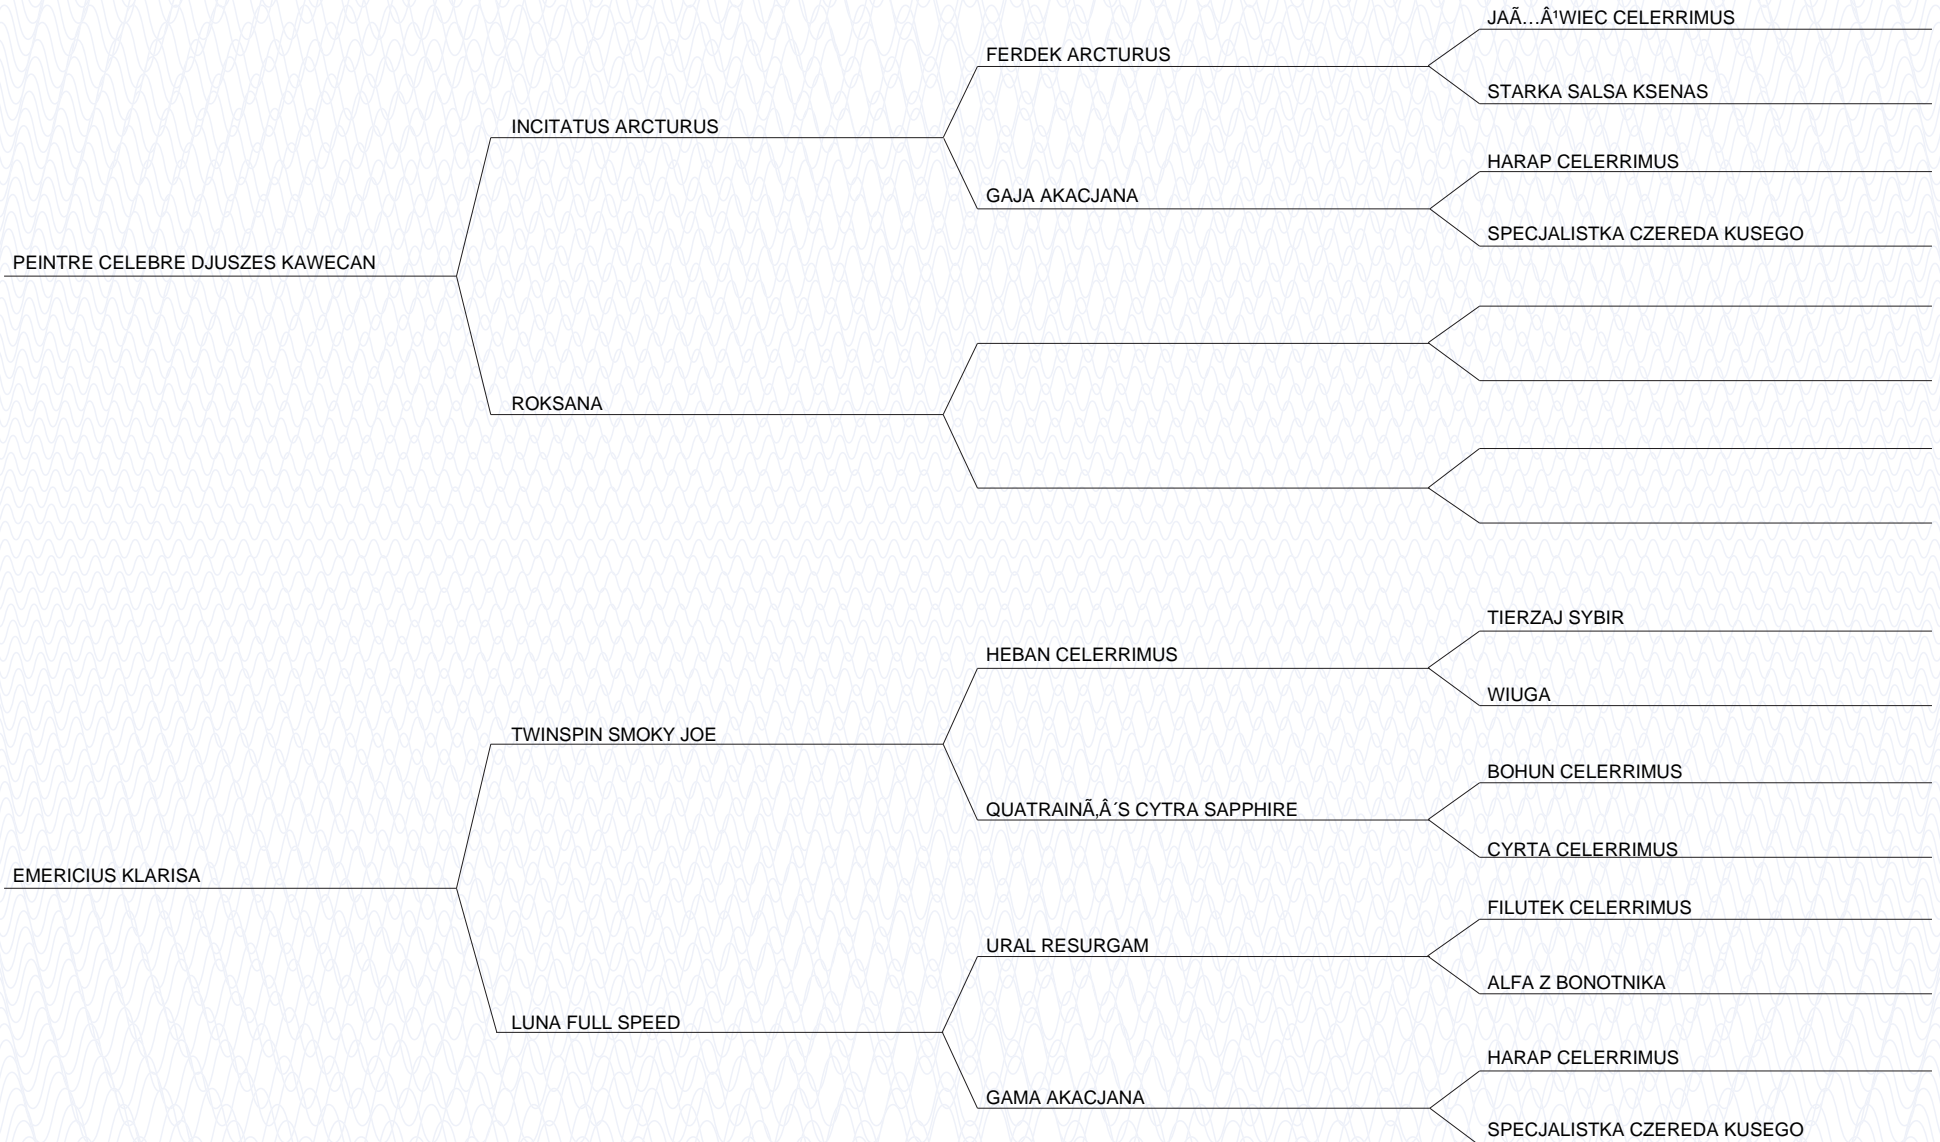 JAÃ…Â¹WIEC CELERRIMUS
FERDEK ARCTURUS
STARKA SALSA KSENAS
INCITATUS ARCTURUS
HARAP CELERRIMUS
GAJA AKACJANA
SPECJALISTKA CZEREDA KUSEGO
PEINTRE CELEBRE DJUSZES KAWECAN
ROKSANA
TIERZAJ SYBIR
HEBAN CELERRIMUS
WIUGA
TWINSPIN SMOKY JOE
BOHUN CELERRIMUS
QUATRAINÃ‚Â´S CYTRA SAPPHIRE
CYRTA CELERRIMUS
EMERICIUS KLARISA
FILUTEK CELERRIMUS
URAL RESURGAM
ALFA Z BONOTNIKA
LUNA FULL SPEED
HARAP CELERRIMUS
GAMA AKACJANA
SPECJALISTKA CZEREDA KUSEGO